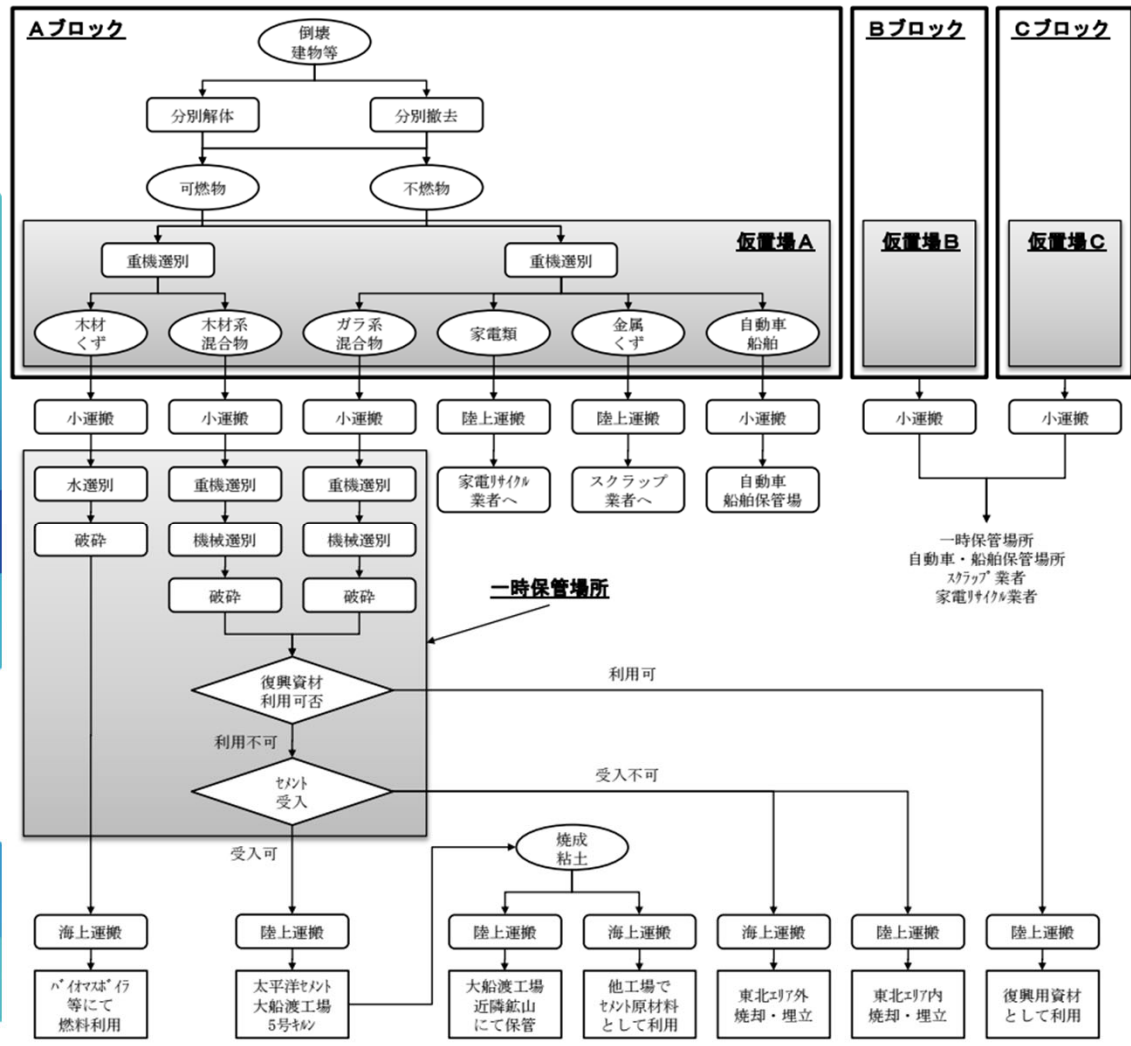 Aブロック
Bブロック
Cブロック
倒壊
建物等
分別解体
分別撤去
可燃物
不燃物
仮置場A
仮置場B
仮置場C
重機選別
重機選別
木材
くず
木材系
混合物
ガラ系
混合物
家電類
金属
くず
自動車
船舶
小運搬
小運搬
小運搬
陸上運搬
陸上運搬
小運搬
小運搬
小運搬
水選別
重機選別
重機選別
家電ﾘｻｲｸﾙ
業者へ
スクラップ
業者へ
自動車
船舶保管場
破砕
機械選別
機械選別
一時保管場所
自動車・船舶保管場所
ｽｸﾗｯﾌﾟ業者
家電ﾘｻｲｸﾙ業者
破砕
破砕
一時保管場所
復興資材
利用可否
利用可
利用不可
ｾﾒﾝﾄ
受入
受入不可
受入可
焼成
粘土
海上運搬
陸上運搬
陸上運搬
海上運搬
海上運搬
陸上運搬
陸上運搬
ﾊﾞｲｵﾏｽﾎﾞｲﾗ
等にて
燃料利用
太平洋ｾﾒﾝﾄ
大船渡工場
5号ｷﾙﾝ
大船渡工場
近隣鉱山
にて保管
他工場で
ｾﾒﾝﾄ原材料
として利用
東北ｴﾘｱ外
焼却・埋立
東北ｴﾘｱ内
焼却・埋立
復興用資材
として利用